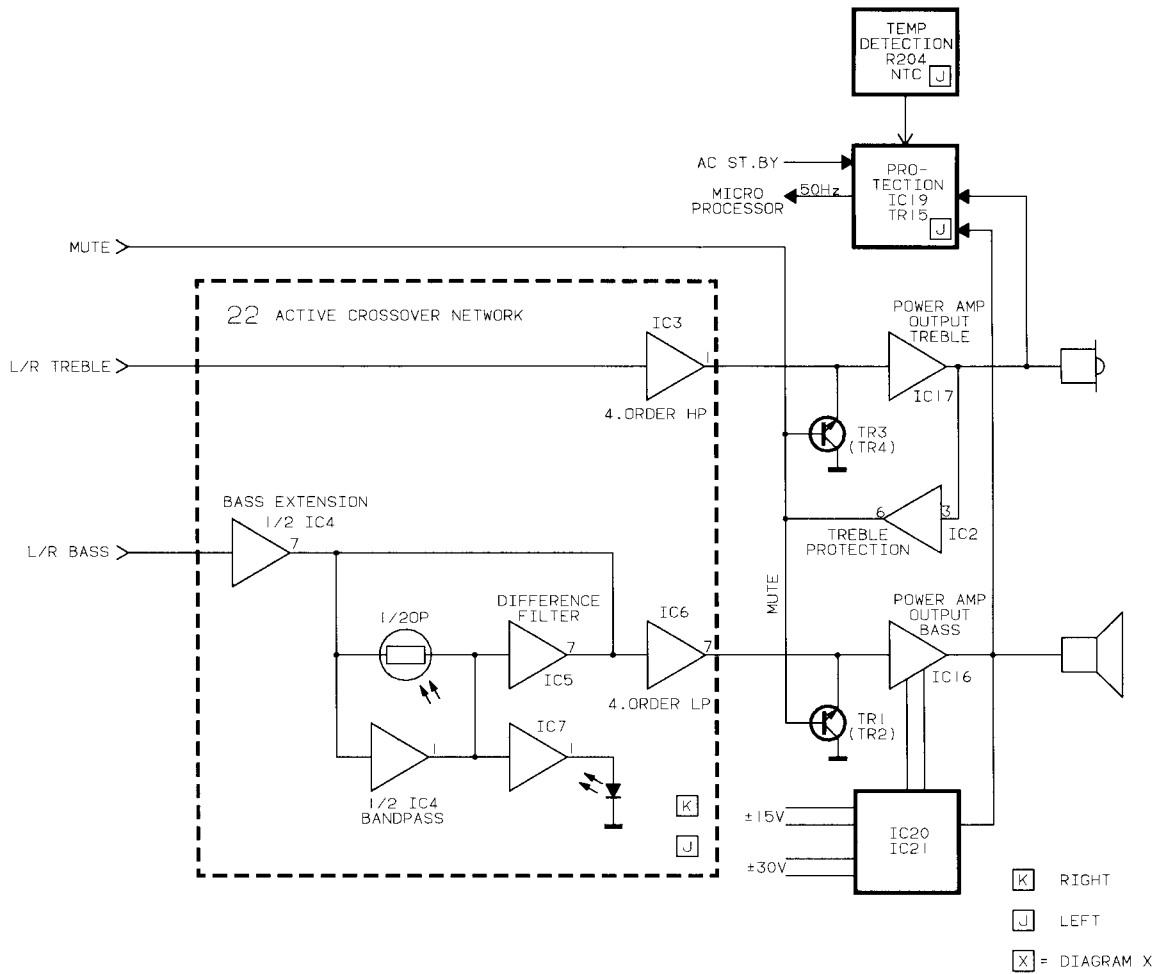 TEMP
DETECTION
R204
NTC J
AC ST.BY
MICRO
PROCESSOR
50Hz
PRO-
TECTION
IC19
TR15
J
MUTE
22 ACTIVE CROSSOVER NETWORK
L/R TREBLE
IC3
1
4.ORDER HP
POWER AMP
OUTPUT
TREBLE
IC17
TR3
(TR4)
6
3
IC2
TREBLE
PROTECTION
BASS EXTENSION
1/2 IC4
7
L/R BASS
1/2OP
DIFFERENCE
FILTER
7
IC5
IC6
7
4.ORDER LP
MUTE
POWER AMP
OUTPUT
BASS
IC16
TR1
(TR2)
1
1/2 IC4
BANDPASS
IC7
1
K
J
±15V
±30V
IC20
IC21
K RIGHT
J LEFT
X = DIAGRAM X